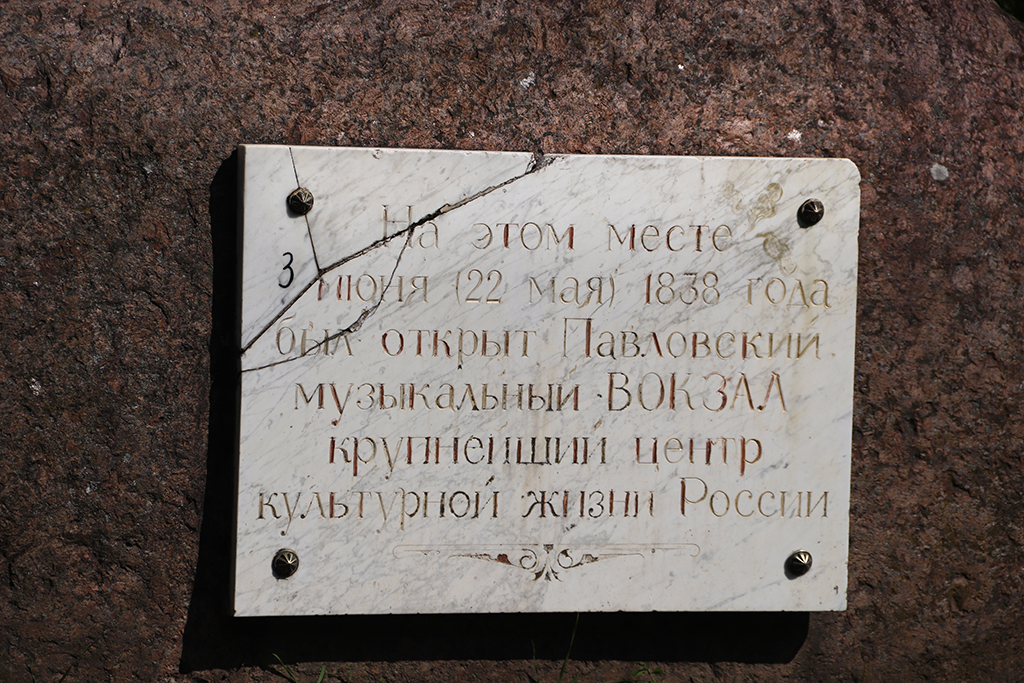 На этом месте
3 июня (22 мая) 1838 года
был открыт Павловский
музыкальный ВОКЗАЛ
крупнейший центр
культурной жизни России